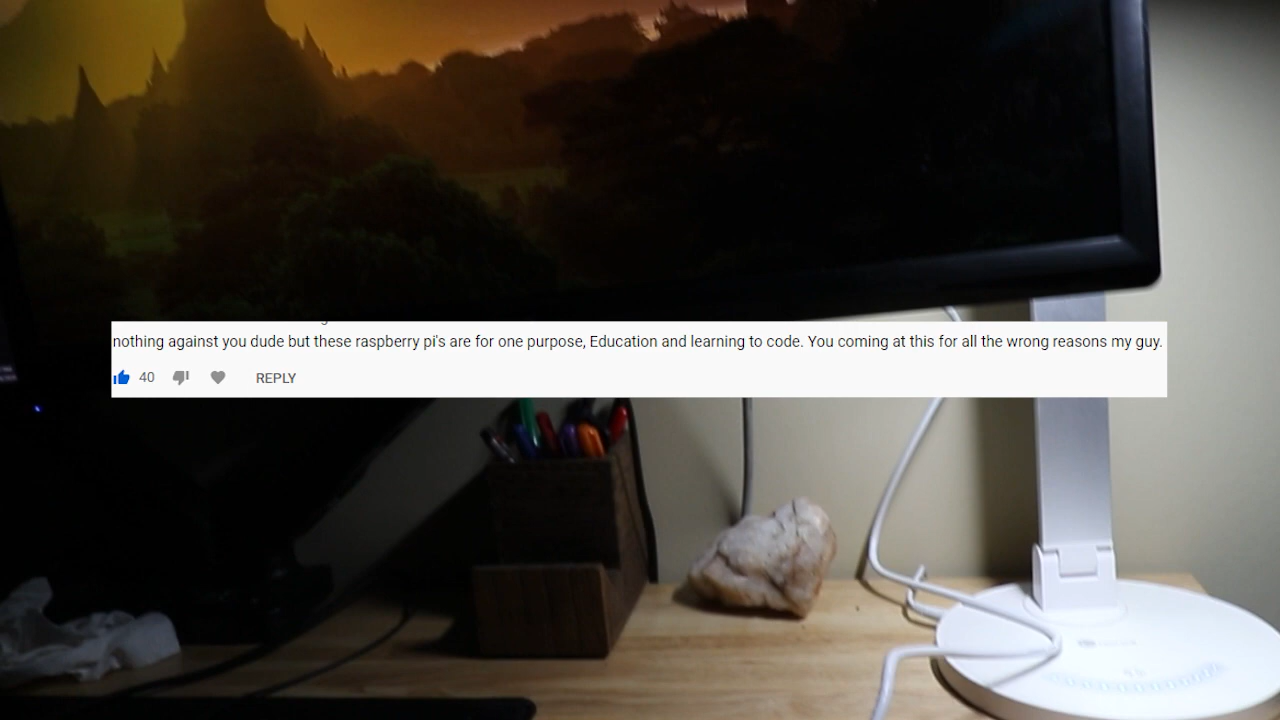 nothing against you dude but these raspberry pi's are for one purpose, Education and learning to code. You coming at this for all the wrong reasons my guy.
40
REPLY